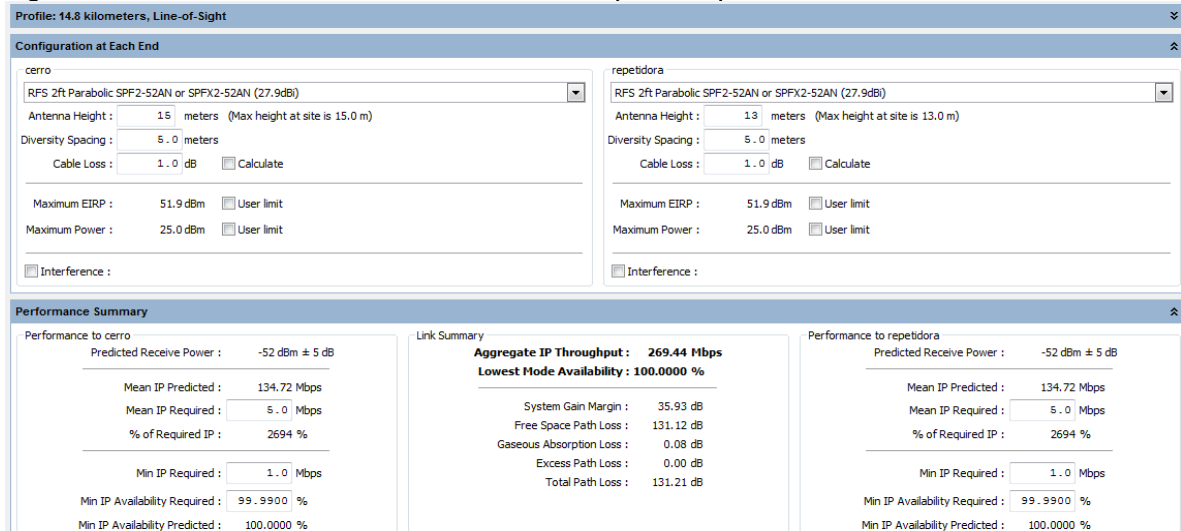 Profile: 14.8 kilometers, Line-of-Sight
Configuration at Each End
cerro
RFS 2ft Parabolic SPF2-52AN or SPFX2-52AN (27.9dBi)
Antenna Height : 15 meters (Max height at site is 15.0 m)
Diversity Spacing : 5.0 meters
Cable Loss : 1.0 dB Calculate
Maximum EIRP : 51.9 dBm User limit
Maximum Power : 25.0 dBm User limit
Interference :
repetidora
RFS 2ft Parabolic SPF2-52AN or SPFX2-52AN (27.9dBi)
Antenna Height : 13 meters (Max height at site is 13.0 m)
Diversity Spacing : 5.0 meters
Cable Loss : 1.0 dB Calculate
Maximum EIRP : 51.9 dBm User limit
Maximum Power : 25.0 dBm User limit
Interference :
Performance Summary
Performance to cerro
Predicted Receive Power : -52 dBm ± 5 dB
Mean IP Predicted : 134.72 Mbps
Mean IP Required : 5.0 Mbps
% of Required IP : 2694 %
Min IP Required : 1.0 Mbps
Min IP Availability Required : 99.9900 %
Min IP Availability Predicted : 100.0000 %
Link Summary
Aggregate IP Throughput : 269.44 Mbps
Lowest Mode Availability : 100.0000 %
System Gain Margin : 35.93 dB
Free Space Path Loss : 131.12 dB
Gaseous Absorption Loss : 0.08 dB
Excess Path Loss : 0.00 dB
Total Path Loss : 131.21 dB
Performance to repetidora
Predicted Receive Power : -52 dBm ± 5 dB
Mean IP Predicted : 134.72 Mbps
Mean IP Required : 5.0 Mbps
% of Required IP : 2694 %
Min IP Required : 1.0 Mbps
Min IP Availability Required : 99.9900 %
Min IP Availability Predicted : 100.0000 %